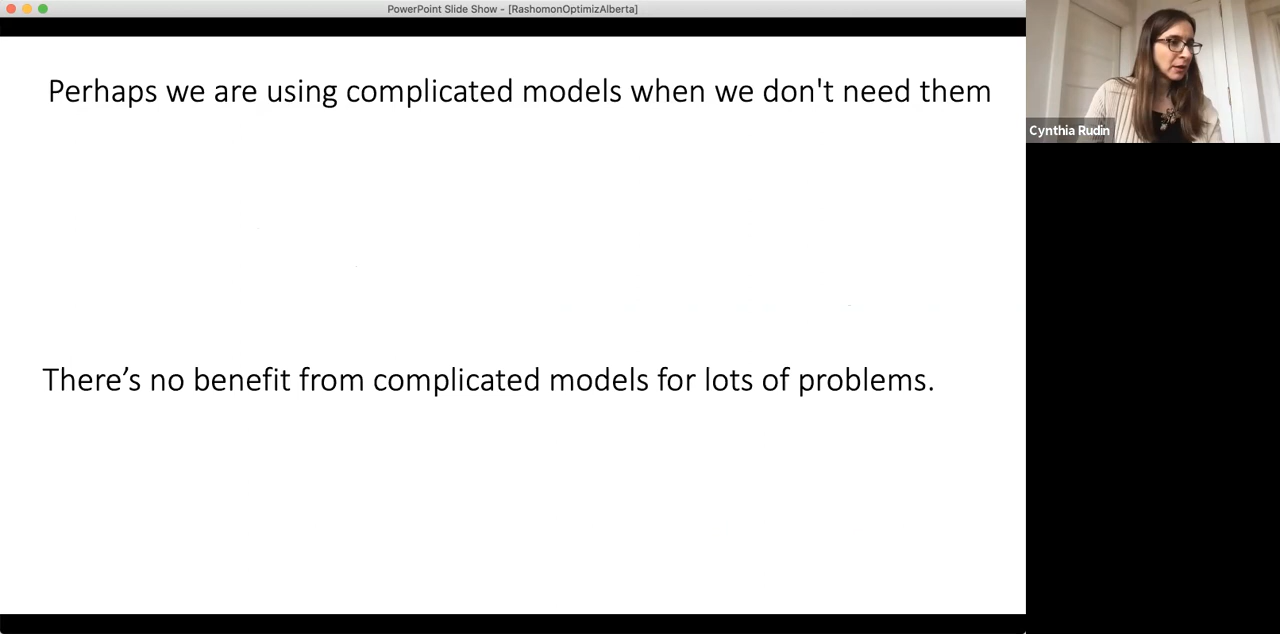 PowerPoint Slide Show - [RashomonOptimizAlberta]
Perhaps we are using complicated models when we don't need them
Cynthia Rudin
There’s no benefit from complicated models for lots of problems.